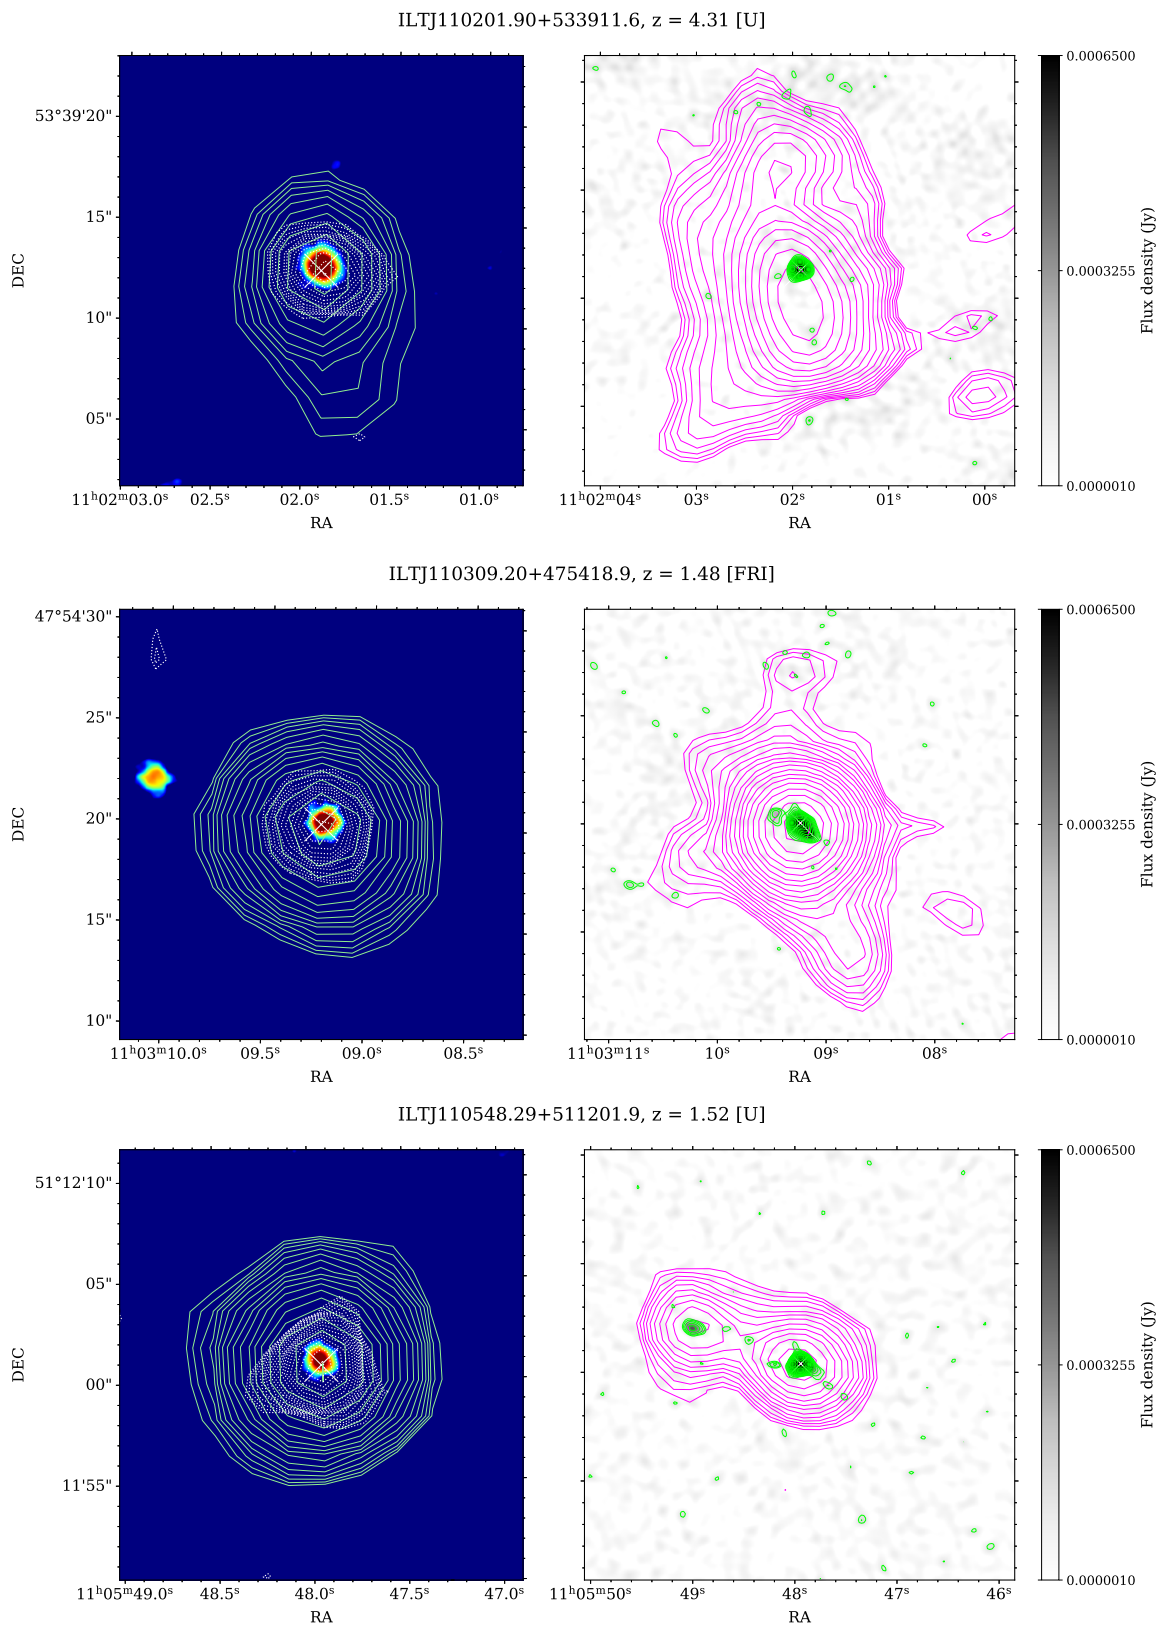 ILTJ110201.90+533911.6, z = 4.31 [U]
53°39'20"
15"
10"
05"
DEC
11ʰ02ᵐ03.0ˢ 02.5ˢ 02.0ˢ 01.5ˢ 01.0ˢ
RA
11ʰ02ᵐ04ˢ 03ˢ 02ˢ 01ˢ 00ˢ
RA
0.0006500
0.0003255
0.0000010
Flux density (Jy)
ILTJ110309.20+475418.9, z = 1.48 [FRI]
47°54'30"
25"
20"
15"
10"
DEC
11ʰ03ᵐ10.0ˢ 09.5ˢ 09.0ˢ 08.5ˢ
RA
11ʰ03ᵐ11ˢ 10ˢ 09ˢ 08ˢ
RA
0.0006500
0.0003255
0.0000010
Flux density (Jy)
ILTJ110548.29+511201.9, z = 1.52 [U]
51°12'10"
05"
00"
11'55"
DEC
11ʰ05ᵐ49.0ˢ 48.5ˢ 48.0ˢ 47.5ˢ 47.0ˢ
RA
11ʰ05ᵐ50ˢ 49ˢ 48ˢ 47ˢ 46ˢ
RA
0.0006500
0.0003255
0.0000010
Flux density (Jy)